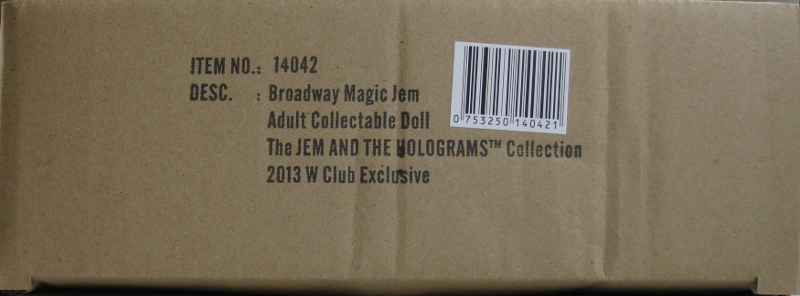 ITEM NO.: 14042
DESC. : Broadway Magic Jem
Adult Collectable Doll
The JEM AND THE HOLOGRAMS™ Collection
2013 W Club Exclusive
0 753250 140421